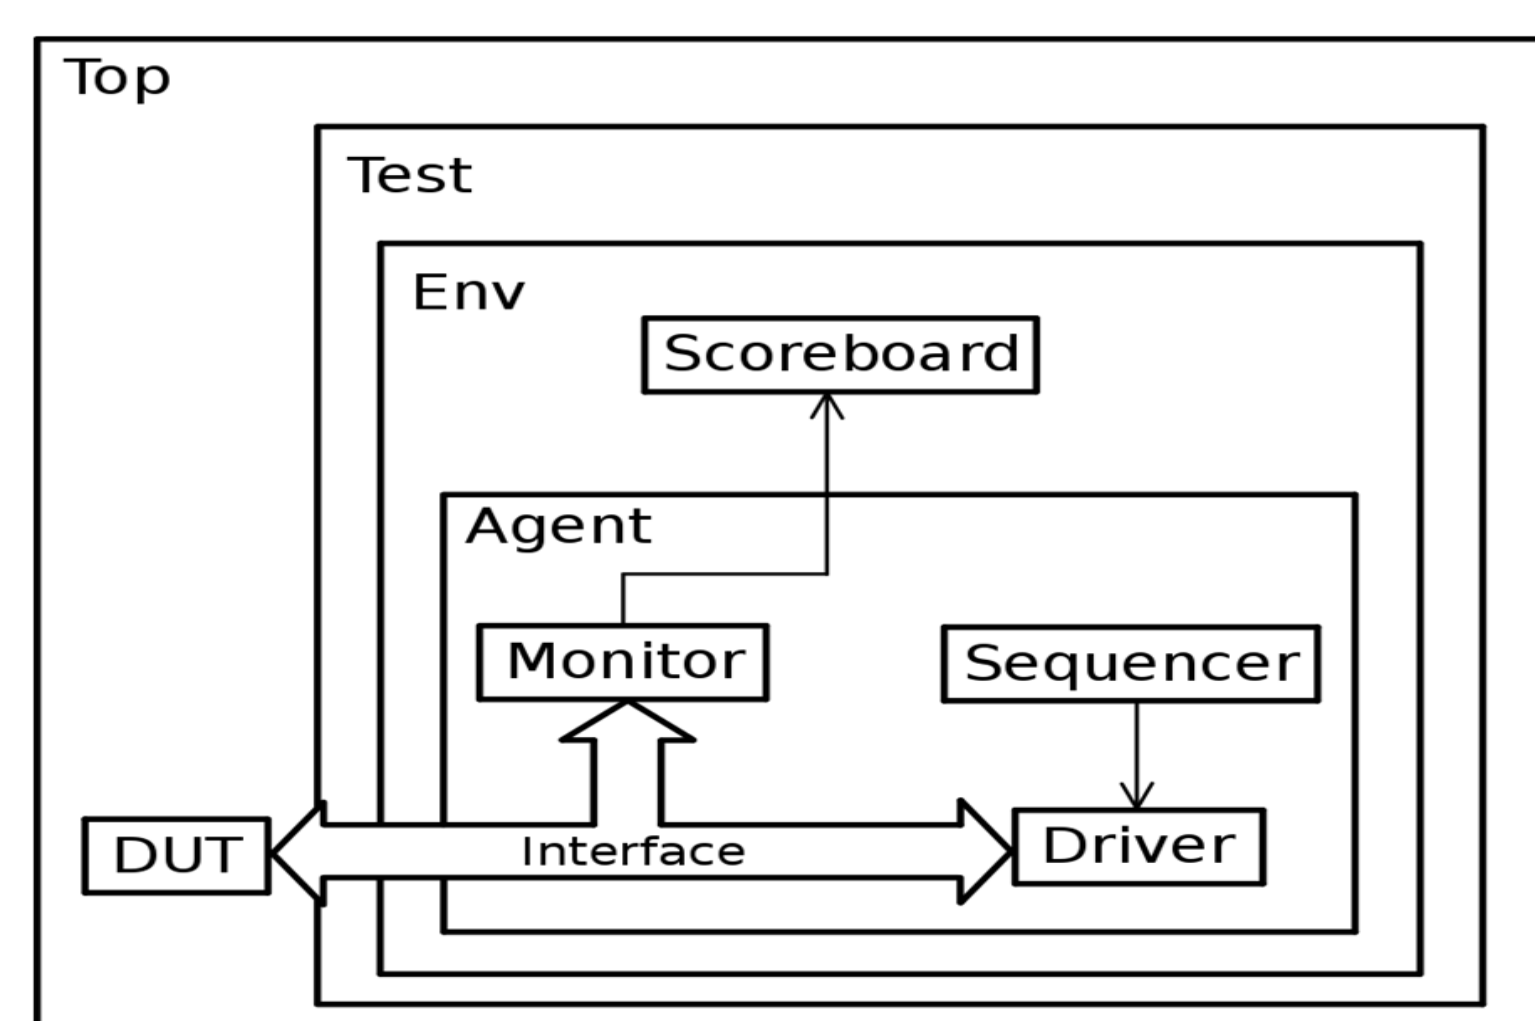 Top
Test
Env
Scoreboard
Agent
Monitor
Sequencer
DUT
Interface
Driver